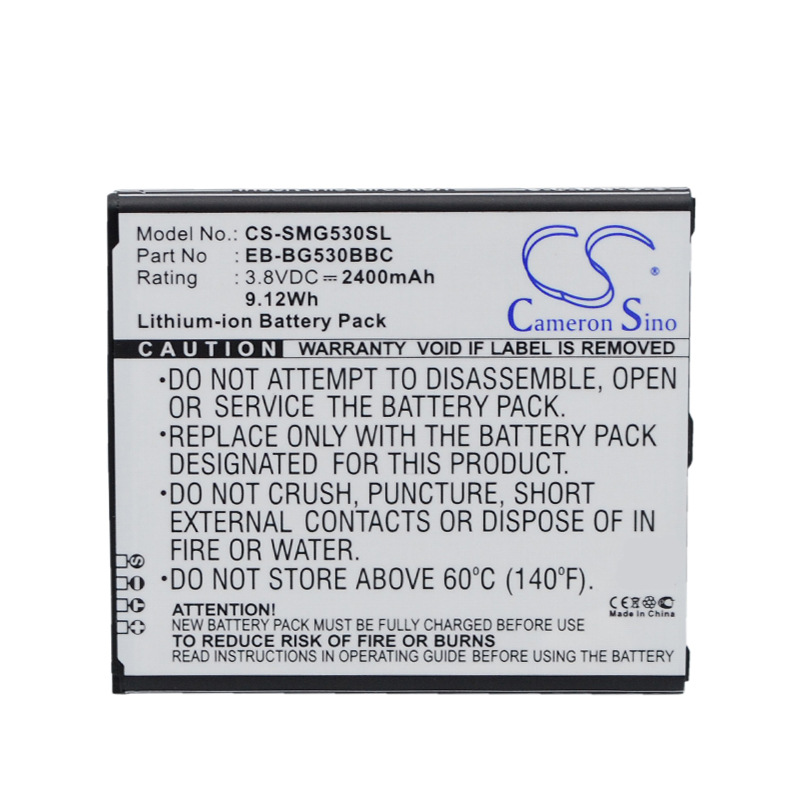 Model No.: CS-SMG530SL
Part No : EB-BG530BBC
Rating : 3.8VDC 2400mAh
9.12Wh
Lithium-ion Battery Pack
CS
®
Cameron Sino
CAUTION WARRANTY VOID IF LABEL IS REMOVED
•DO NOT ATTEMPT TO DISASSEMBLE, OPEN
OR SERVICE THE BATTERY PACK.
•REPLACE ONLY WITH THE BATTERY PACK
DESIGNATED FOR THIS PRODUCT.
•DO NOT CRUSH, PUNCTURE, SHORT
EXTERNAL CONTACTS OR DISPOSE OF IN
FIRE OR WATER.
•DO NOT STORE ABOVE 60°C (140°F).
ATTENTION!
NEW BATTERY PACK MUST BE FULLY CHARGED BEFORE USE
TO REDUCE RISK OF FIRE OR BURNS
READ SAFETY INSTRUCTIONS IN OPERATING GUIDE BEFORE USE
CE
Made In China